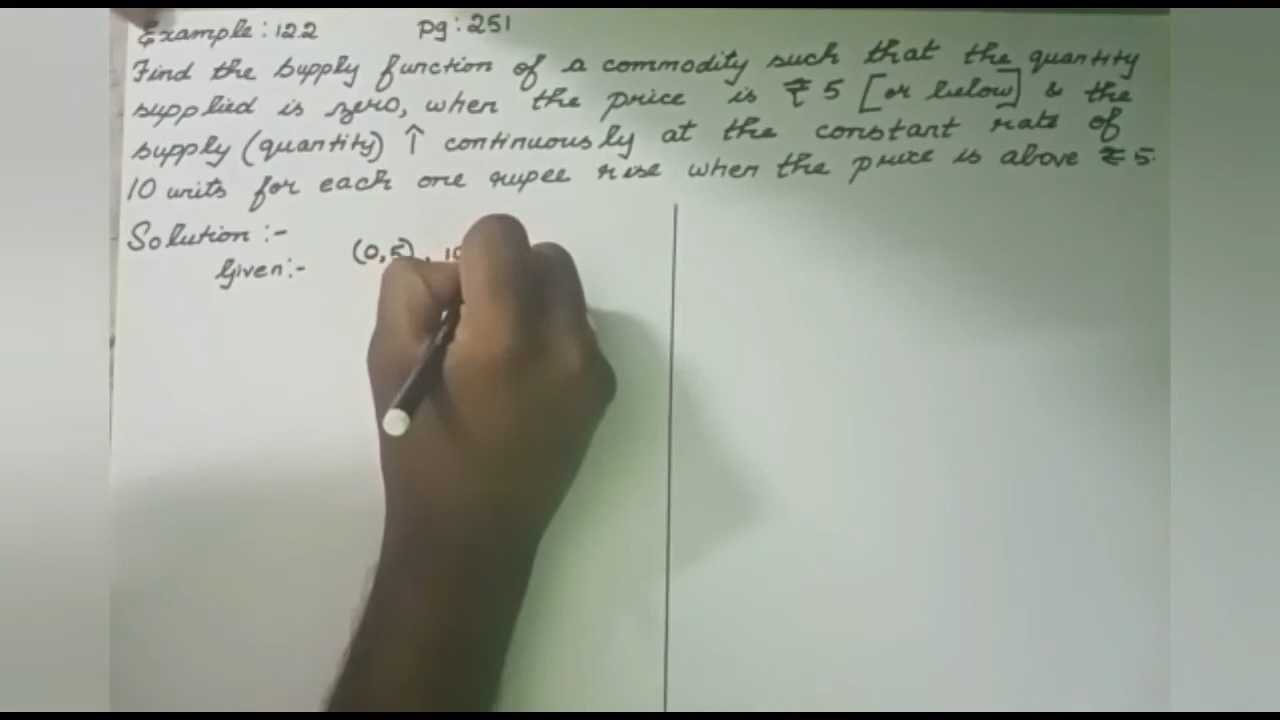 Example: 12.2 pg: 251
Find the supply function of a commodity such that the quantity
supplied is zero, when the price is ₹5 [or below] & the
supply (quantity) ↑ continuously at the constant rate of
10 units for each one rupee rise when the price is above ₹5.
Solution :-
Given:- (0,5), 10